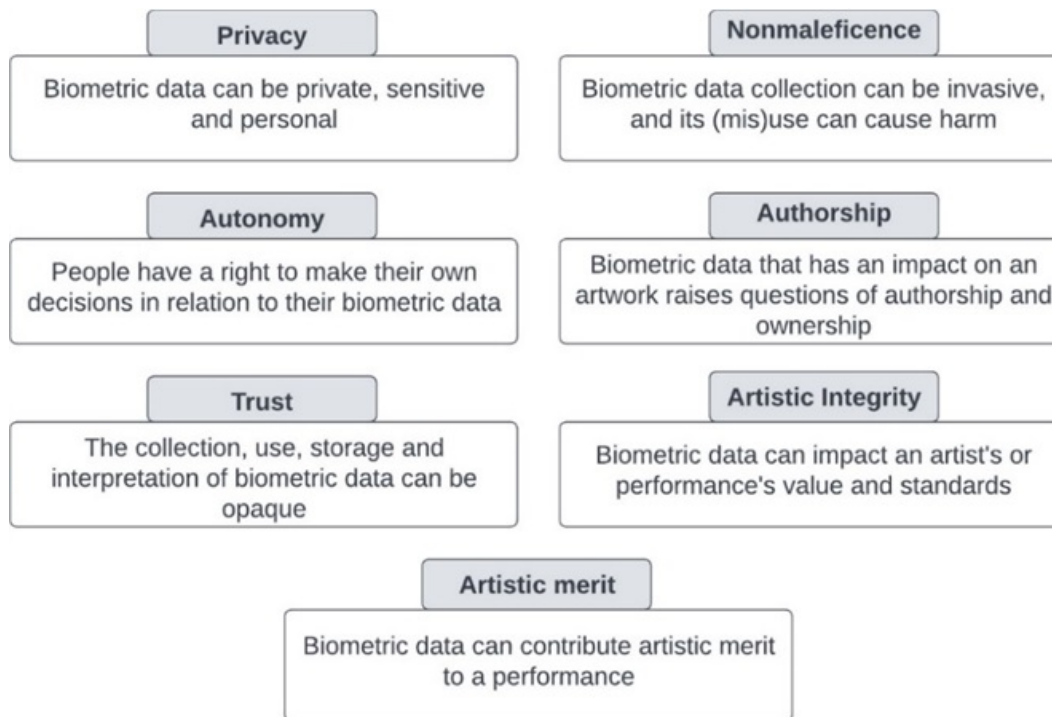 Privacy
Biometric data can be private, sensitive
and personal
Nonmaleficence
Biometric data collection can be invasive,
and its (mis)use can cause harm
Autonomy
People have a right to make their own
decisions in relation to their biometric data
Authorship
Biometric data that has an impact on an
artwork raises questions of authorship and
ownership
Trust
The collection, use, storage and
interpretation of biometric data can be
opaque
Artistic Integrity
Biometric data can impact an artist's or
performance's value and standards
Artistic merit
Biometric data can contribute artistic merit
to a performance